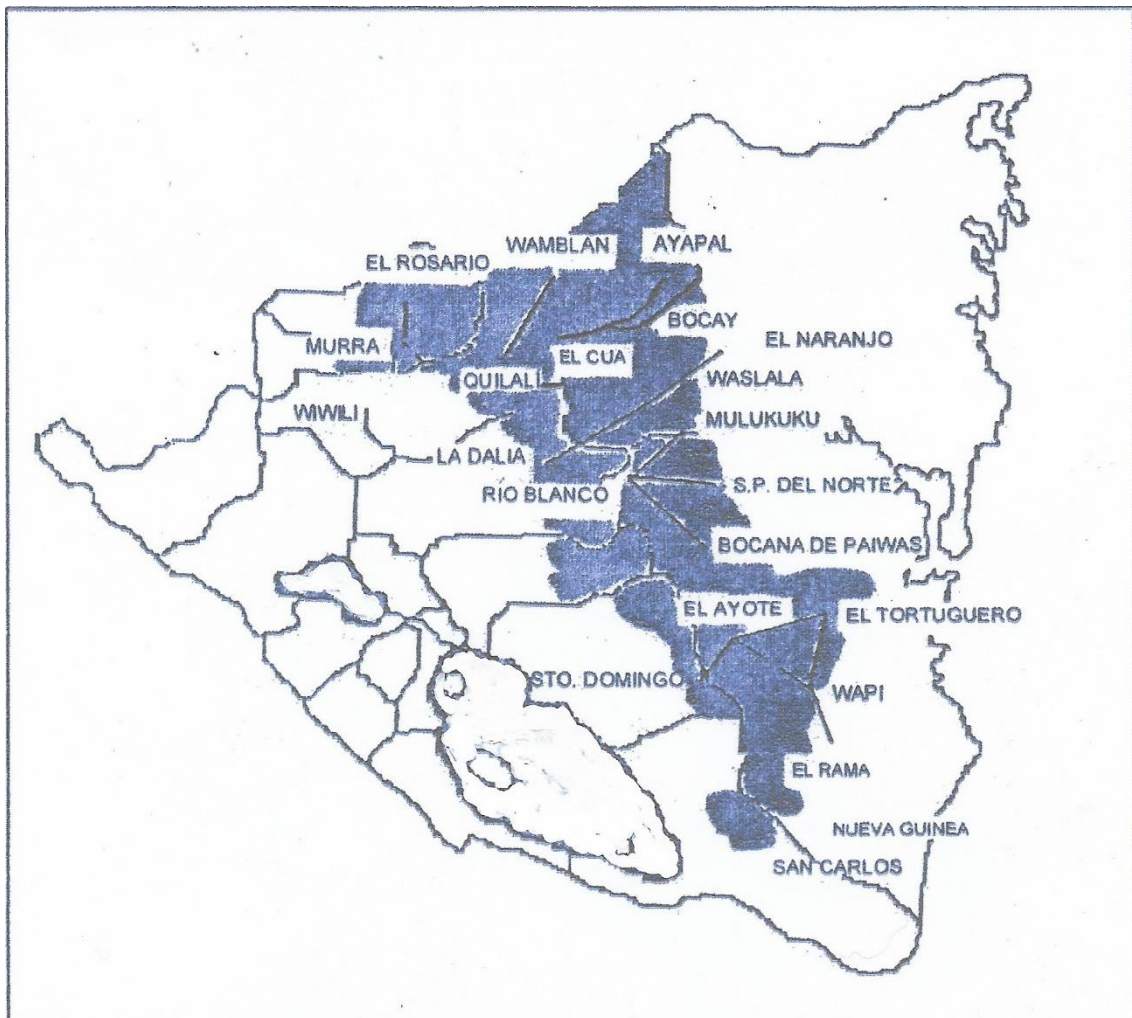 WAMBLAN
AYAPAL
EL ROSARIO
BOCAY
EL NARANJO
MURRA
EL CUA
QUILALI
WASLALA
WIWILI
MULUKUKU
LA DALIA
RIO BLANCO
S.P. DEL NORTE
BOCANA DE PAIWAS
EL AYOTE
EL TORTUGUERO
STO. DOMINGO
WAPI
EL RAMA
NUEVA GUINEA
SAN CARLOS